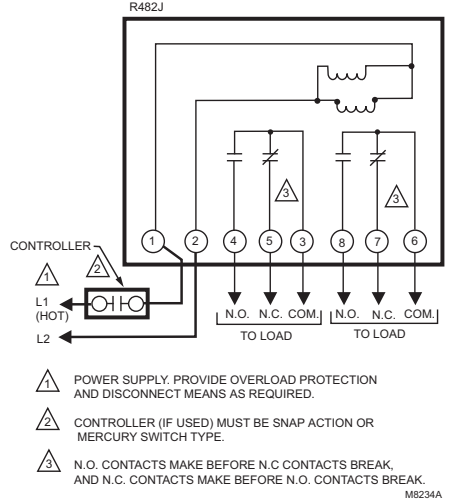 R482J
3
3
1 2 4 5 3 8 7 6
CONTROLLER
1 2
L1
(HOT)
L2
N.O. N.C. COM. N.O. N.C. COM.
TO LOAD TO LOAD
1 POWER SUPPLY. PROVIDE OVERLOAD PROTECTION
AND DISCONNECT MEANS AS REQUIRED.
2 CONTROLLER (IF USED) MUST BE SNAP ACTION OR
MERCURY SWITCH TYPE.
3 N.O. CONTACTS MAKE BEFORE N.C CONTACTS BREAK,
AND N.C. CONTACTS MAKE BEFORE N.O. CONTACTS BREAK.
M8234A